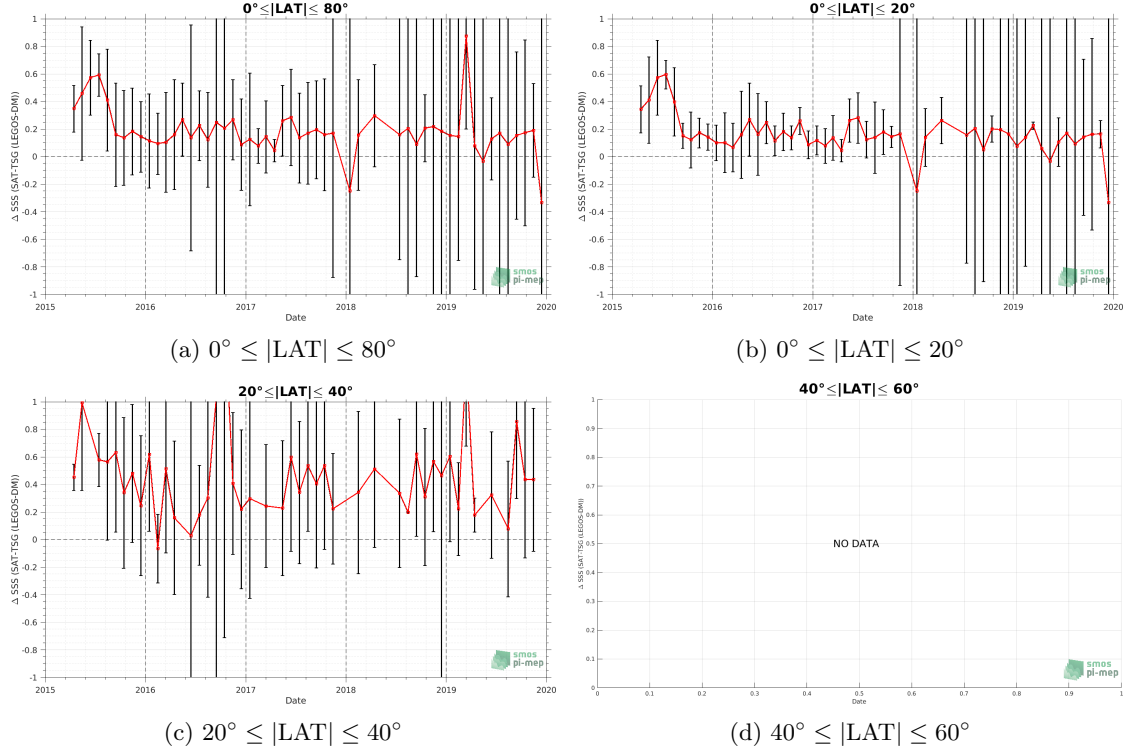 0°≤|LAT|≤ 80°
Δ SSS (SAT-TSG (LEGOS-DM))
1
0.8
0.6
0.4
0.2
0
-0.2
-0.4
-0.6
-0.8
-1
2015 2016 2017 2018 2019 2020
Date
smos
pi-mep
(a) 0° ≤ |LAT| ≤ 80°
0°≤|LAT|≤ 20°
Δ SSS (SAT-TSG (LEGOS-DM))
1
0.8
0.6
0.4
0.2
0
-0.2
-0.4
-0.6
-0.8
-1
2015 2016 2017 2018 2019 2020
Date
smos
pi-mep
(b) 0° ≤ |LAT| ≤ 20°
20°≤|LAT|≤ 40°
Δ SSS (SAT-TSG (LEGOS-DM))
1
0.8
0.6
0.4
0.2
0
-0.2
-0.4
-0.6
-0.8
-1
2015 2016 2017 2018 2019 2020
Date
smos
pi-mep
(c) 20° ≤ |LAT| ≤ 40°
40°≤|LAT|≤ 60°
Δ SSS (SAT-TSG (LEGOS-DM))
1
0.9
0.8
0.7
0.6
0.5
0.4
0.3
0.2
0.1
0
NO DATA
0 0.1 0.2 0.3 0.4 0.5 0.6 0.7 0.8 0.9 1
Date
smos
pi-mep
(d) 40° ≤ |LAT| ≤ 60°